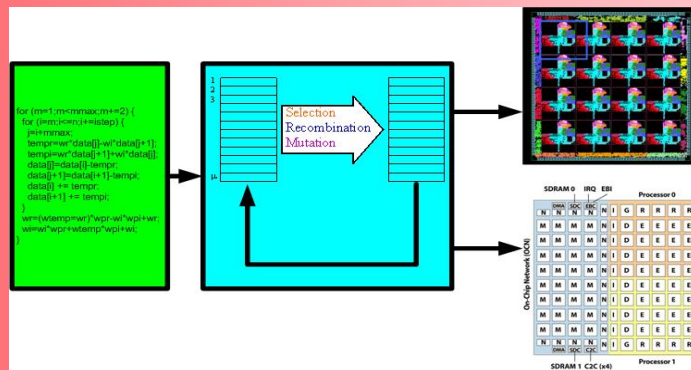 for (m=1;m<mmax;m+=2) {
for (i=m;i<=n;i+=istep) {
j=i+mmax;
tempr=wr*data[j]-wi*data[j+1];
tempi=wr*data[j+1]+wi*data[j];
data[j]=data[i]-tempr;
data[j+1]=data[i+1]-tempi;
data[i] += tempr;
data[i+1] += tempi;
}
wr=(wtemp=wr)*wpr-wi*wpi+wr;
wi=wi*wpr+wtemp*wpi+wi;
}
1
2
3
μ
Selection
Recombination
Mutation
SDRAM 0 IRQ EBI
Processor 0
DMA SDC EBC
N N N N N I G R R R R
M M M M N I D E E E E
M M M M N I D E E E E
M M M M N I D E E E E
M M M M N I D E E E E
M M M M N I D E E E E
M M M M N I D E E E E
M M M M N I D E E E E
M M M M N I D E E E E
N N N N N I G R R R R
DMA SDC C2C
On-Chip Network (OCN)
Processor 1
SDRAM 1 C2C (x4)